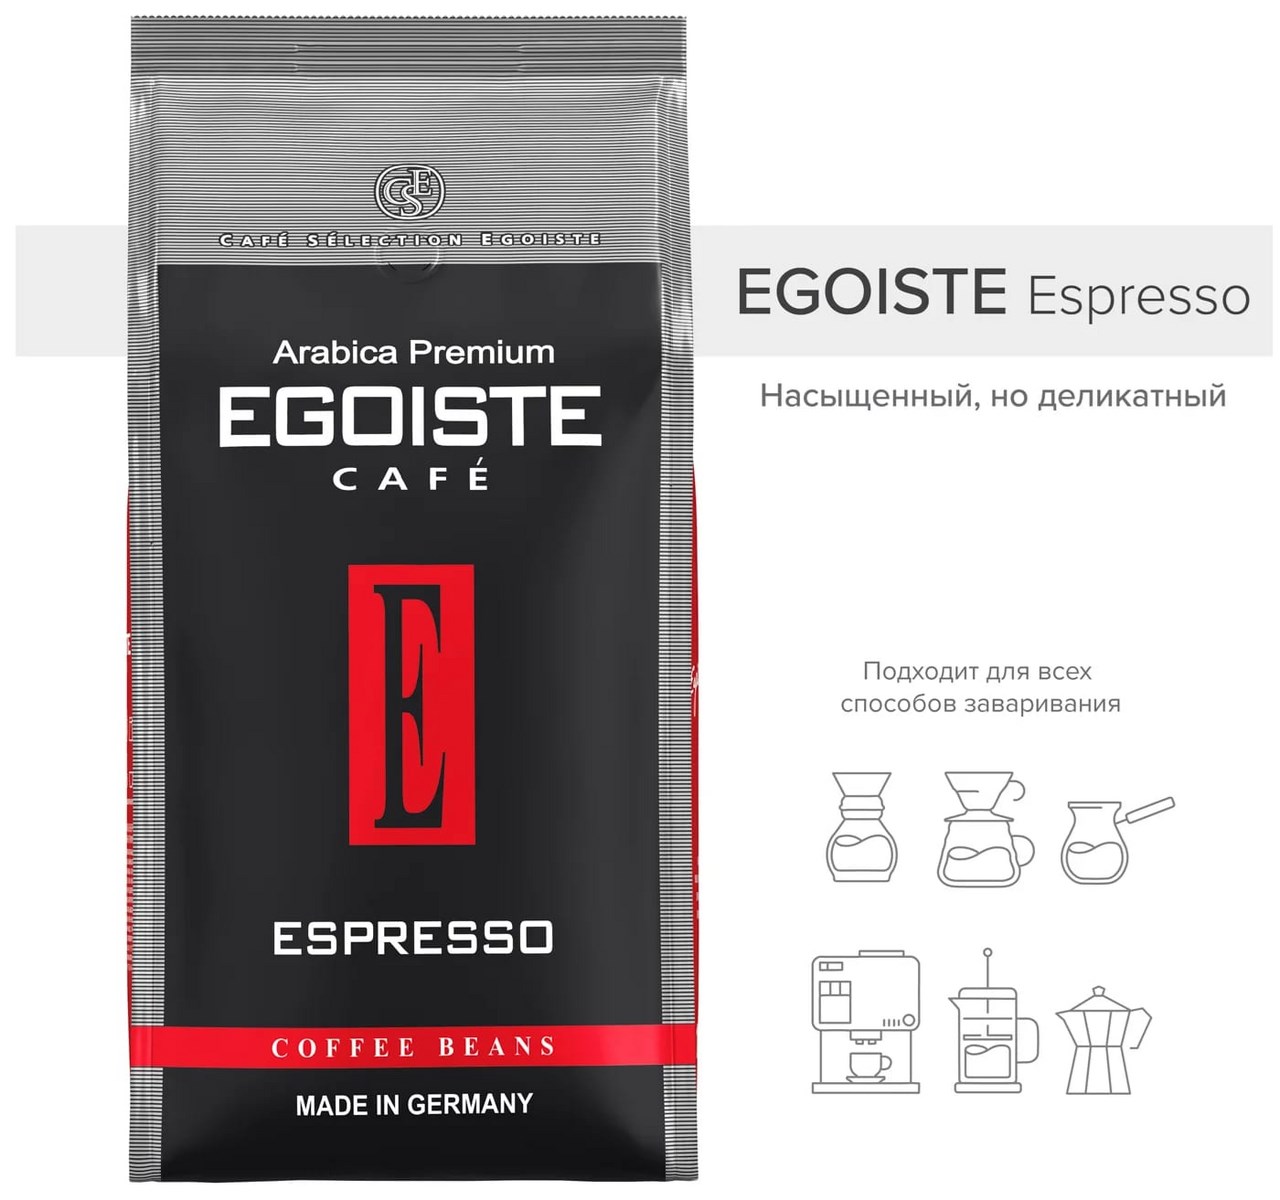 CSE
CAFÉ SÉLECTION EGOISTE
Arabica Premium
EGOISTE
CAFÉ
E
ESPRESSO
COFFEE BEANS
MADE IN GERMANY
EGOISTE Espresso
Насыщенный, но деликатный
Подходит для всех
способов заваривания